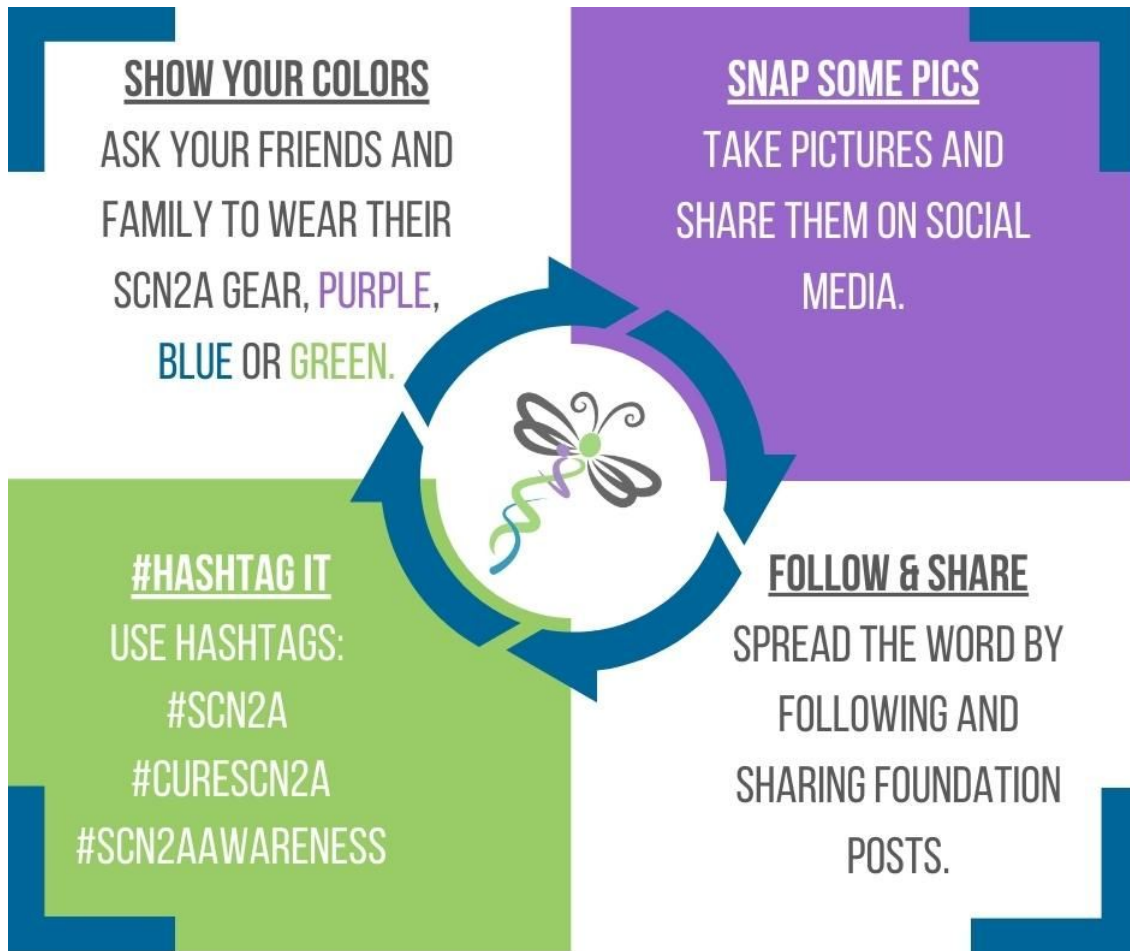 SHOW YOUR COLORS
ASK YOUR FRIENDS AND
FAMILY TO WEAR THEIR
SCN2A GEAR, PURPLE,
BLUE OR GREEN.
SNAP SOME PICS
TAKE PICTURES AND
SHARE THEM ON SOCIAL
MEDIA.
#HASHTAG IT
USE HASHTAGS:
#SCN2A
#CURESCN2A
#SCN2AAWARENESS
FOLLOW & SHARE
SPREAD THE WORD BY
FOLLOWING AND
SHARING FOUNDATION
POSTS.